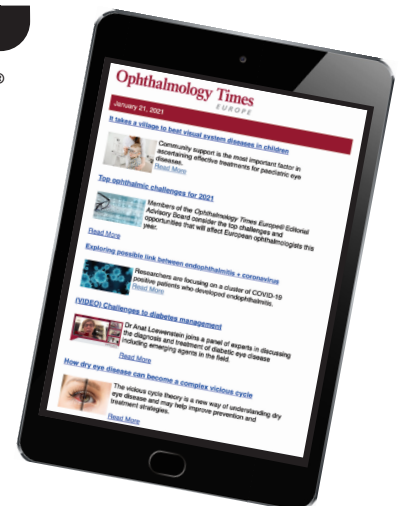 ®
Ophthalmology Times
EUROPE
January 21, 2021
It takes a village to beat visual system diseases in children
Community support is the most important factor in
ascertaining effective treatments for paediatric eye
diseases.
Read More
Top ophthalmic challenges for 2021
Members of the Ophthalmology Times Europe® Editorial
Advisory Board consider the top challenges and
opportunities that will affect European ophthalmologists this
year.
Read More
Exploring possible link between endophthalmitis + coronavirus
Researchers are focusing on a cluster of COVID-19
positive patients who developed endophthalmitis.
Read More
(VIDEO) Challenges to diabetes management
Dr Anat Loewenstein joins a panel of experts in discussing
the diagnosis and treatment of diabetic eye disease
including emerging agents in the field.
Read More
How dry eye disease can become a complex vicious cycle
The vicious cycle theory is a new way of understanding dry
eye disease and may help improve prevention and
treatment strategies.
Read More